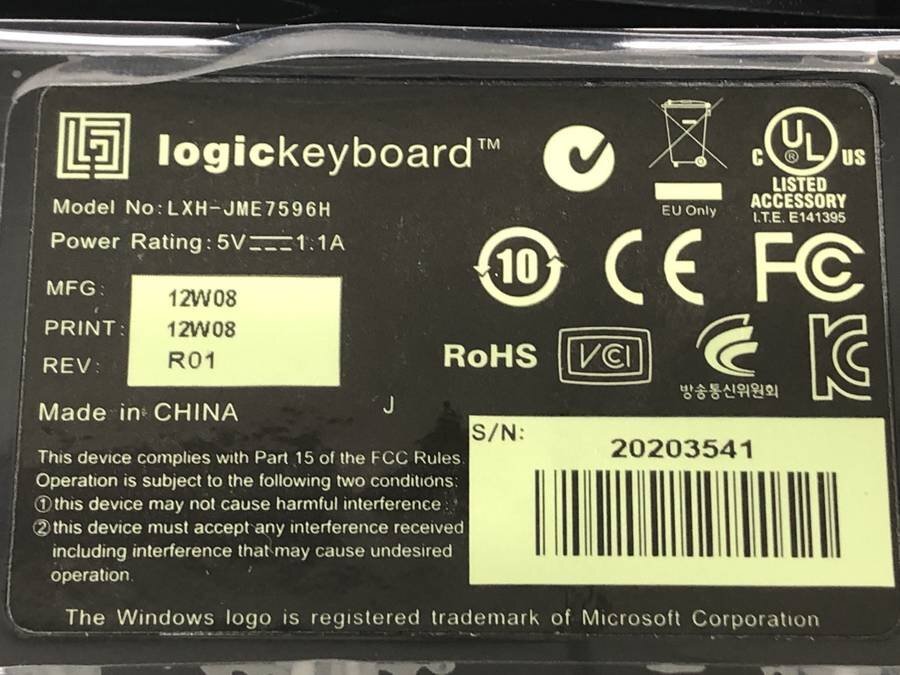 logickeyboard™
Model No:LXH-JME7596H
Power Rating:5V⎓1.1A
MFG: 12W08
PRINT: 12W08
REV: R01
Made in CHINA
J
EU Only
C UL ® US
LISTED
ACCESSORY
I.T.E. E141395
10
CE
FC
RoHS
VCI
방송통신위원회
KC
This device complies with Part 15 of the FCC Rules.
Operation is subject to the following two conditions:
①this device may not cause harmful interference
②this device must accept any interference received
including interference that may cause undesired
operation.
S/N:
20203541
The Windows logo is registered trademark of Microsoft Corporation